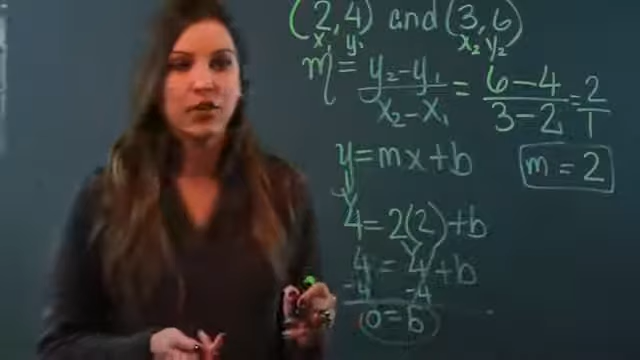 (2,4) and (3,6)
x₁ y₁ x₂ y₂
m = y₂-y₁ / x₂-x₁ = 6-4 / 3-2 = 2/1
y=mx+b
m = 2
4=2(2)+b
4=4+b
-4 -4
0=b